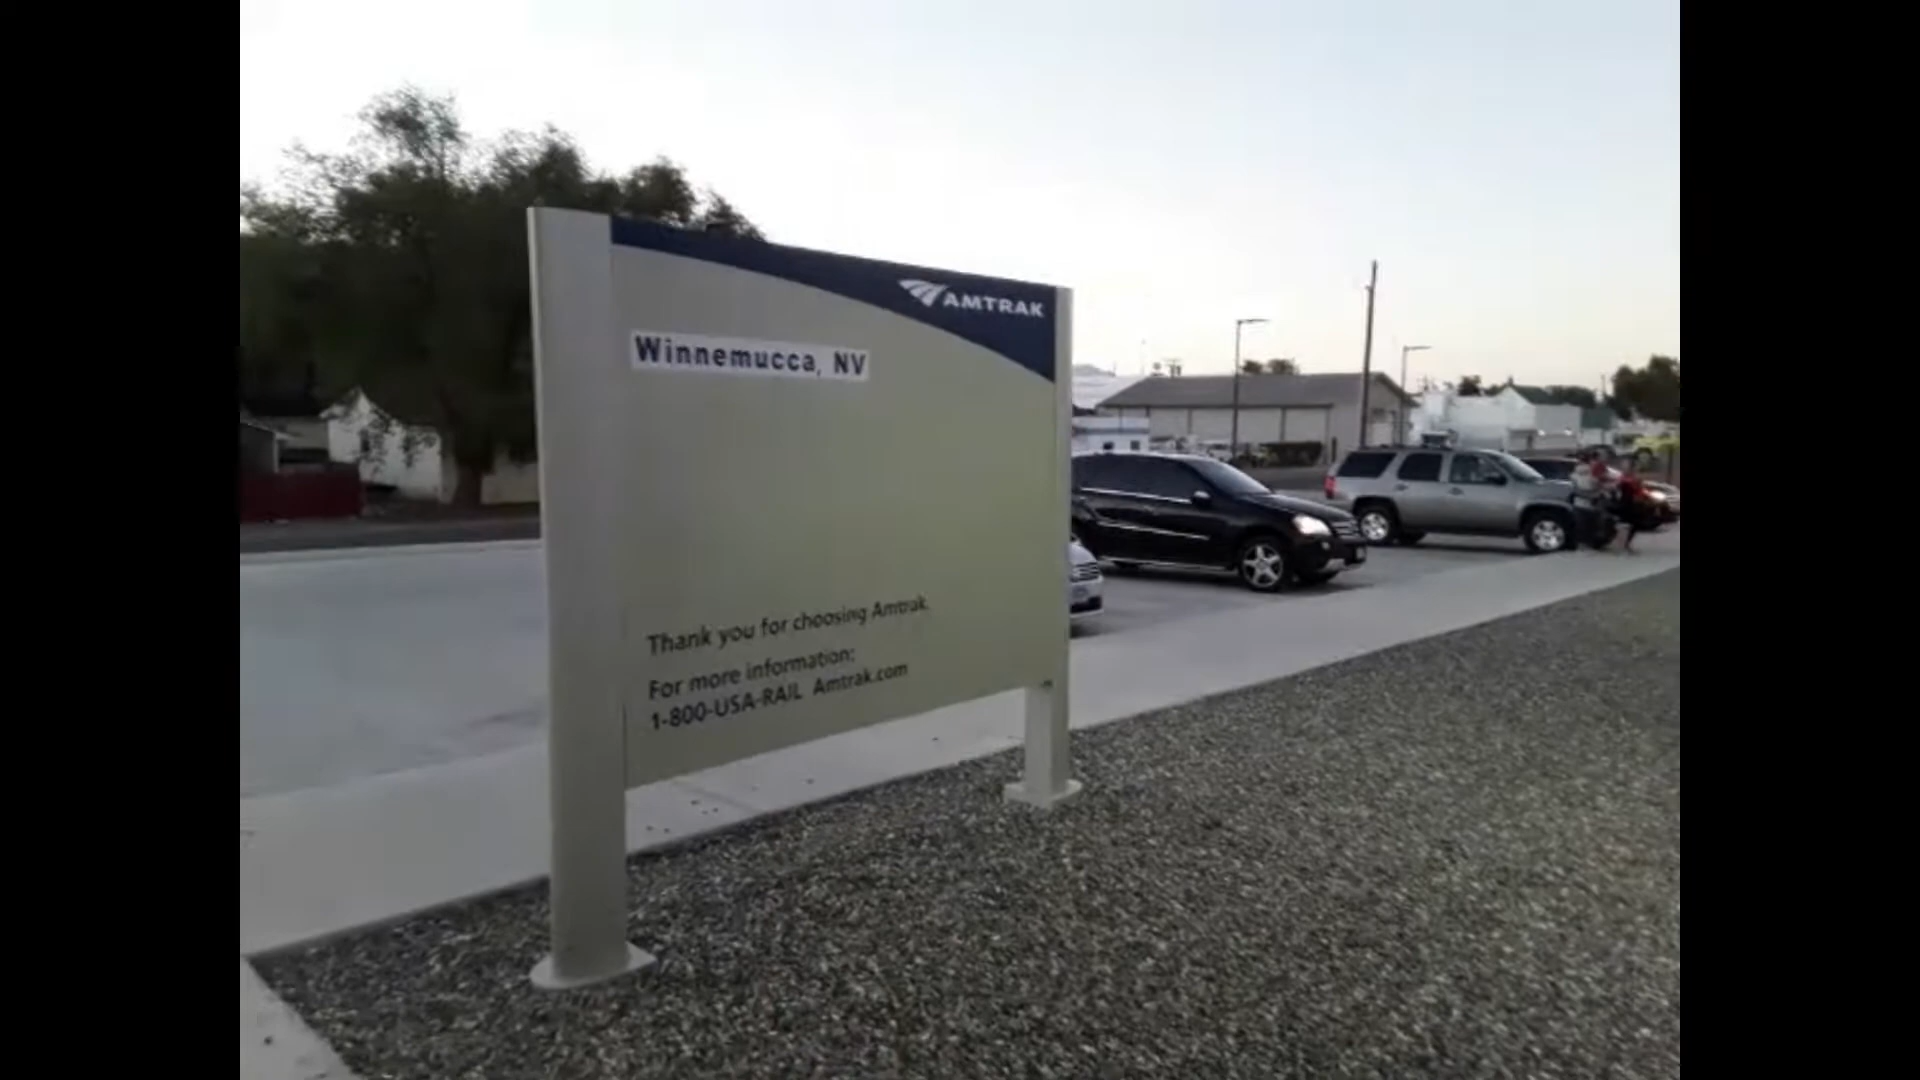 AMTRAK
Winnemucca, NV
Thank you for choosing Amtrak.
For more information:
1-800-USA-RAIL Amtrak.com